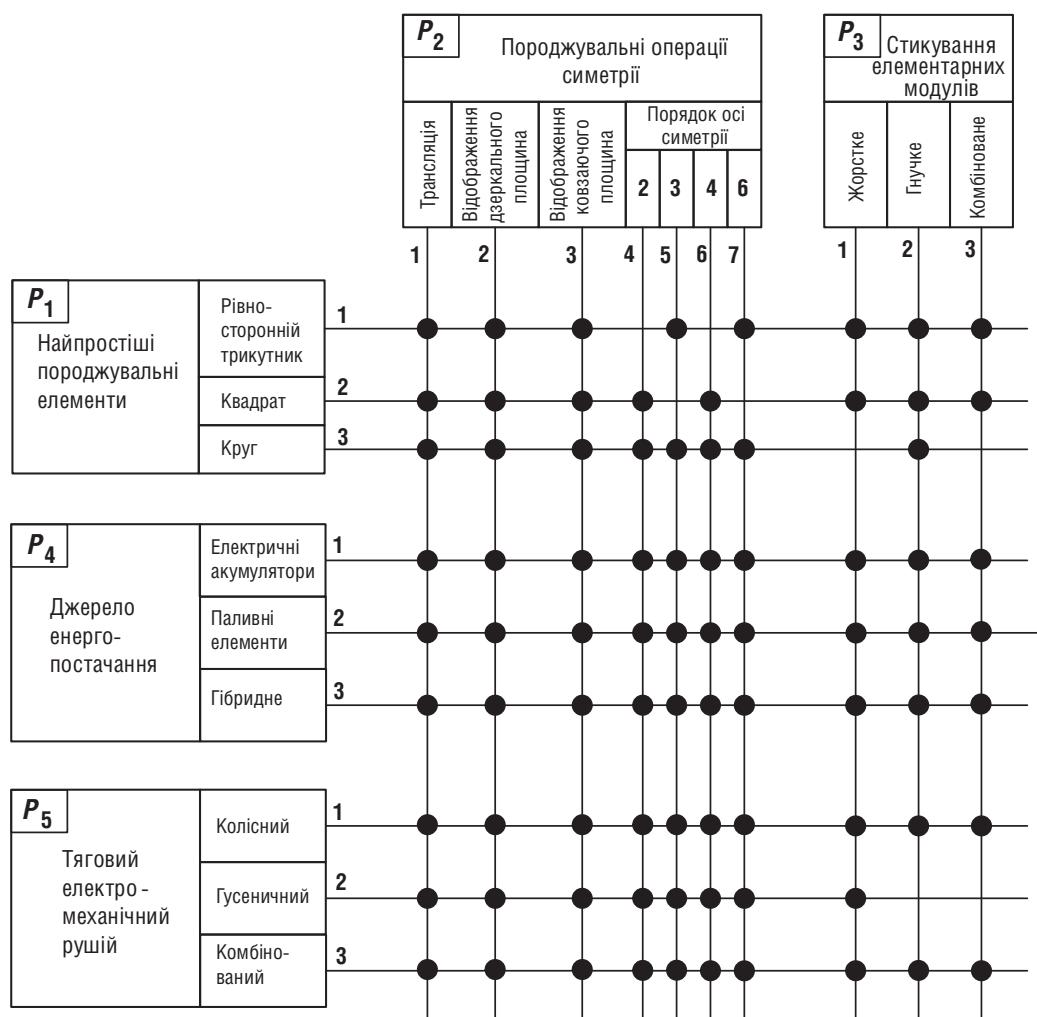 P2
Породжувальні операції
симетрії
Трансляція
Відображення
дзеркального
площина
Відображення
ковзаючого
площина
Порядок осі
симетрії
2 3 4 6
1 2 3 4 5 6 7
P3
Стикування
елементарних
модулів
Жорстке
Гнучке
Комбіноване
1 2 3
P1
Найпростіші
породжувальні
елементи
Рівно-
сторонній
трикутник
1
Квадрат
2
Круг
3
P4
Джерело
енерго-
постачання
Електричні
акумулятори
1
Паливні
елементи
2
Гібридне
3
P5
Тяговий
електро -
механічний
рушій
Колісний
1
Гусеничний
2
Комбіно-
ваний
3